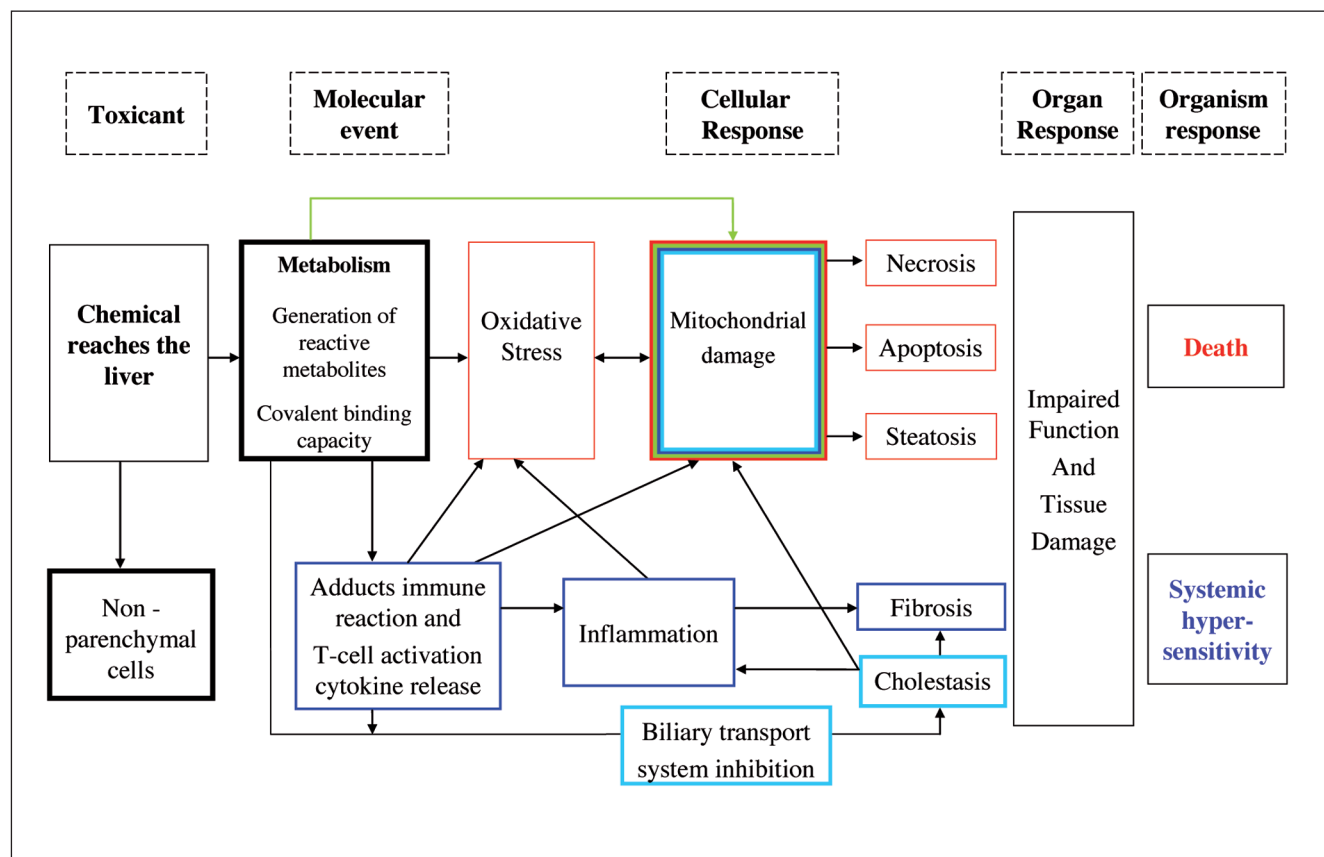 Toxicant
Molecular
event
Cellular
Response
Organ
Response
Organism
response
Chemical
reaches the
liver
Metabolism
Generation of
reactive
metabolites
Covalent binding
capacity
Oxidative
Stress
Mitochondrial
damage
Necrosis
Apoptosis
Steatosis
Impaired
Function
And
Tissue
Damage
Death
Non -
parenchymal
cells
Adducts immune
reaction and
T-cell activation
cytokine release
Inflammation
Fibrosis
Cholestasis
Biliary transport
system inhibition
Systemic
hyper-
sensitivity